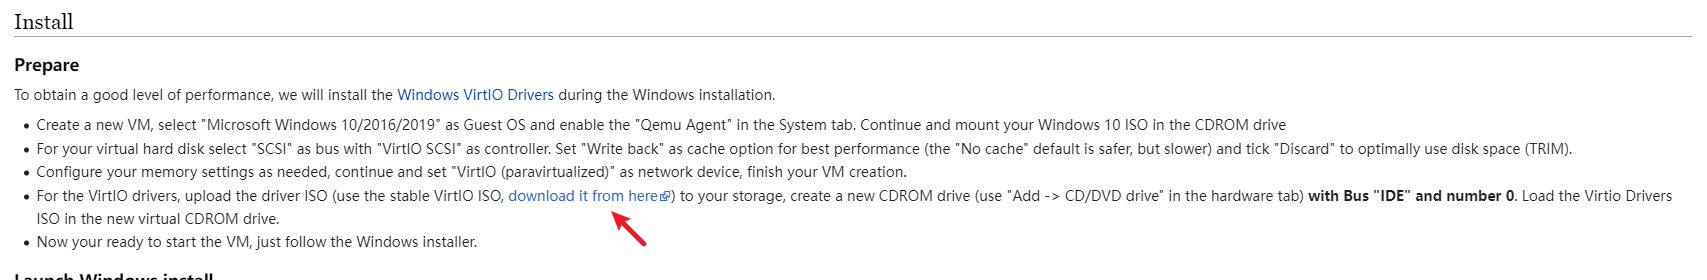 Install
Prepare
To obtain a good level of performance, we will install the Windows VirtIO Drivers during the Windows installation.
• Create a new VM, select "Microsoft Windows 10/2016/2019" as Guest OS and enable the "Qemu Agent" in the System tab. Continue and mount your Windows 10 ISO in the CDROM drive
• For your virtual hard disk select "SCSI" as bus with "VirtIO SCSI" as controller. Set "Write back" as cache option for best performance (the "No cache" default is safer, but slower) and tick "Discard" to optimally use disk space (TRIM).
• Configure your memory settings as needed, continue and set "VirtIO (paravirtualized)" as network device, finish your VM creation.
• For the VirtIO drivers, upload the driver ISO (use the stable VirtIO ISO, download it from here) to your storage, create a new CDROM drive (use "Add -> CD/DVD drive" in the hardware tab) with Bus "IDE" and number 0. Load the Virtio Drivers
ISO in the new virtual CDROM drive.
• Now your ready to start the VM, just follow the Windows installer.
Launch Windows install